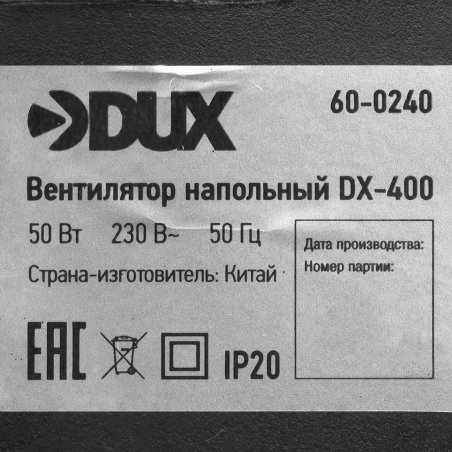 DUX 60-0240
Вентилятор напольный DX-400
50 Вт 230 В~ 50 Гц
Страна-изготовитель: Китай
Дата производства:
Номер партии:
EAC IP20